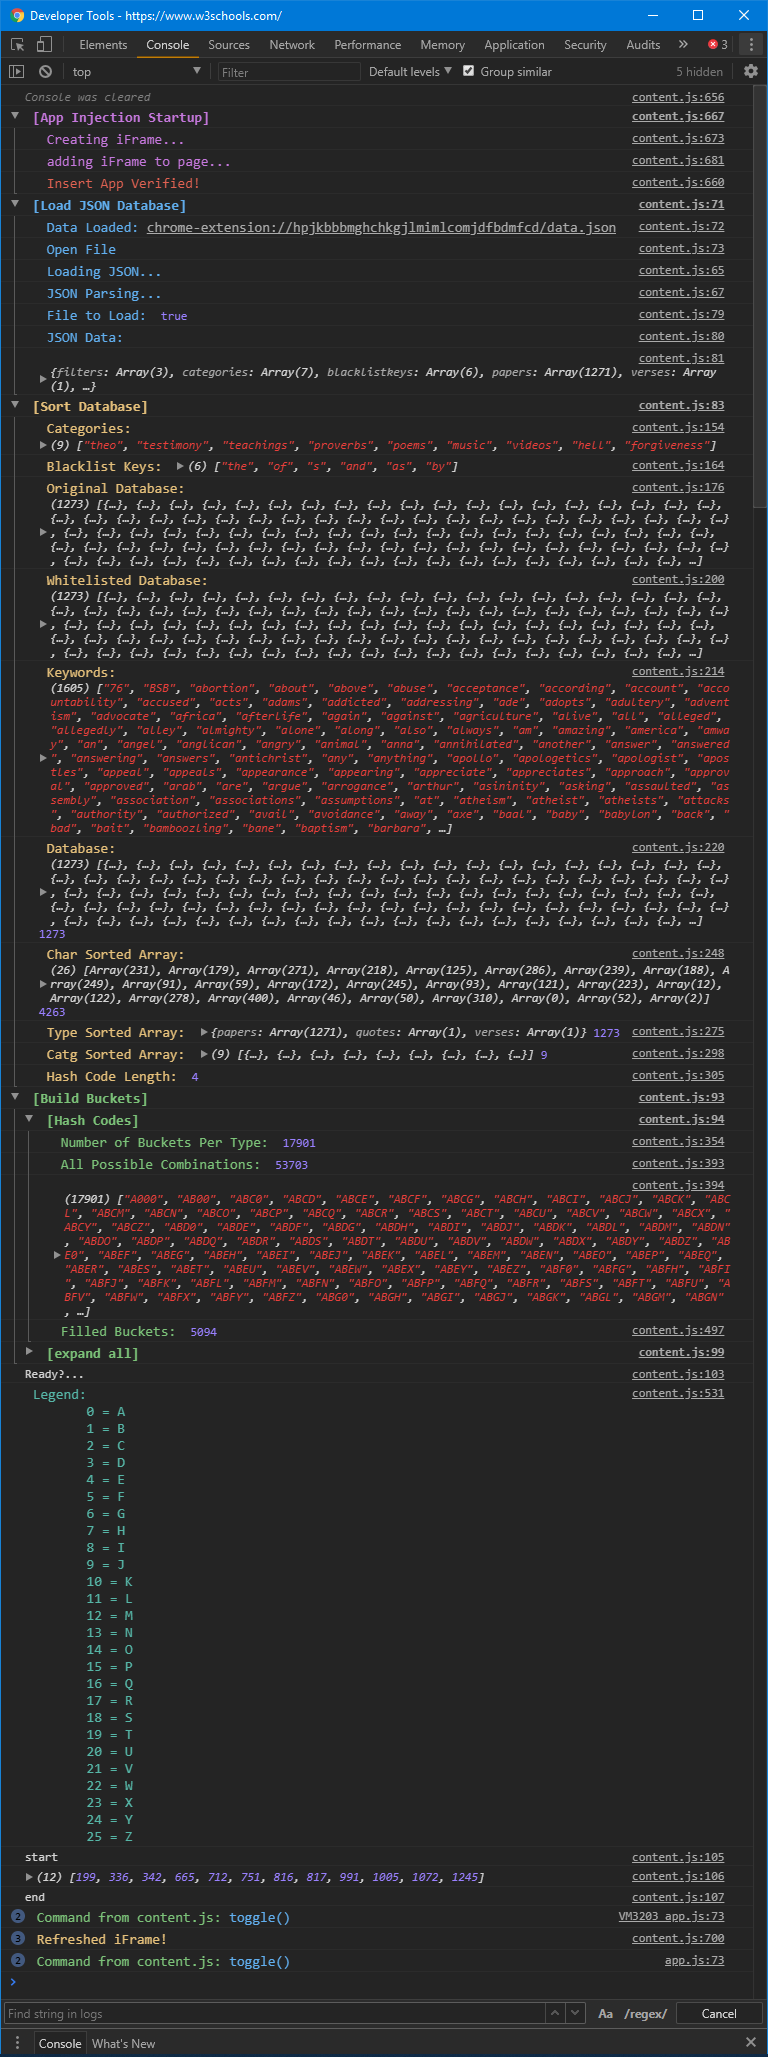 Developer Tools - https://www.w3schools.com/
Elements Console Sources Network Performance Memory Application Security Audits » 3
top Filter Default levels Group similar 5 hidden
Console was cleared content.js:656
[App Injection Startup] content.js:667
Creating iFrame... content.js:673
adding iFrame to page... content.js:681
Insert App Verified! content.js:660
[Load JSON Database] content.js:71
Data Loaded: chrome-extension://hpjkbbbmghchkgjlmimlcomjdfbdmfcd/data.json content.js:72
Open File content.js:73
Loading JSON... content.js:65
JSON Parsing... content.js:67
File to Load: true content.js:79
JSON Data: content.js:80
content.js:81
{filters: Array(3), categories: Array(7), blacklistkeys: Array(6), papers: Array(1271), verses: Array
(1), …}
[Sort Database] content.js:83
Categories: content.js:154
(9) ["theo", "testimony", "teachings", "proverbs", "poems", "music", "videos", "hell", "forgiveness"]
Blacklist Keys: (6) ["the", "of", "s", "and", "as", "by"] content.js:164
Original Database: content.js:176
(1273) [{…}, {…}, {…}, {…}, {…}, {…}, {…}, {…}, {…}, {…}, {…}, {…}, {…}, {…}, {…}, {…}, {…}, {…}, {…},
{…}, {…}, {…}, {…}, {…}, {…}, {…}, {…}, {…}, {…}, {…}, {…}, {…}, {…}, {…}, {…}, {…}, {…}, {…}, {…}, {…}
, {…}, {…}, {…}, {…}, {…}, {…}, {…}, {…}, {…}, {…}, {…}, {…}, {…}, {…}, {…}, {…}, {…}, {…}, {…}, {…},
{…}, {…}, {…}, {…}, {…}, {…}, {…}, {…}, {…}, {…}, {…}, {…}, {…}, {…}, {…}, {…}, {…}, {…}, {…}, {…}, {…}
, {…}, {…}, {…}, {…}, {…}, {…}, {…}, {…}, {…}, {…}, {…}, {…}, {…}, {…}, {…}, {…}, {…}, {…}, {…}, …]
Whitelisted Database: content.js:200
(1273) [{…}, {…}, {…}, {…}, {…}, {…}, {…}, {…}, {…}, {…}, {…}, {…}, {…}, {…}, {…}, {…}, {…}, {…}, {…},
{…}, {…}, {…}, {…}, {…}, {…}, {…}, {…}, {…}, {…}, {…}, {…}, {…}, {…}, {…}, {…}, {…}, {…}, {…}, {…}, {…}
, {…}, {…}, {…}, {…}, {…}, {…}, {…}, {…}, {…}, {…}, {…}, {…}, {…}, {…}, {…}, {…}, {…}, {…}, {…}, {…},
{…}, {…}, {…}, {…}, {…}, {…}, {…}, {…}, {…}, {…}, {…}, {…}, {…}, {…}, {…}, {…}, {…}, {…}, {…}, {…}, {…}
, {…}, {…}, {…}, {…}, {…}, {…}, {…}, {…}, {…}, {…}, {…}, {…}, {…}, {…}, {…}, {…}, {…}, {…}, {…}, …]
Keywords: content.js:214
(1605) ["76", "BSB", "abortion", "about", "above", "abuse", "acceptance", "according", "account", "acco
untability", "accused", "acts", "adams", "addicted", "addressing", "ade", "adopts", "adultery", "advent
ism", "advocate", "africa", "afterlife", "again", "against", "agriculture", "alive", "all", "alleged",
"allegedly", "alley", "almighty", "alone", "along", "also", "always", "am", "amazing", "america", "amwa
y", "an", "angel", "anglican", "angry", "animal", "anna", "annihilated", "another", "answer", "answered
", "answering", "answers", "antichrist", "any", "anything", "apollo", "apologetics", "apologist", "apos
tles", "appeal", "appeals", "appearance", "appearing", "appreciate", "appreciates", "approach", "approv
al", "approved", "arab", "are", "argue", "arrogance", "arthur", "asininity", "asking", "assaulted", "as
sembly", "association", "associations", "assumptions", "at", "atheism", "atheist", "atheists", "attacks
", "authority", "authorized", "avail", "avoidance", "away", "axe", "baal", "baby", "babylon", "back", "
bad", "bait", "bamboozling", "bane", "baptism", "barbara", …]
Database: content.js:220
(1273) [{…}, {…}, {…}, {…}, {…}, {…}, {…}, {…}, {…}, {…}, {…}, {…}, {…}, {…}, {…}, {…}, {…}, {…}, {…},
{…}, {…}, {…}, {…}, {…}, {…}, {…}, {…}, {…}, {…}, {…}, {…}, {…}, {…}, {…}, {…}, {…}, {…}, {…}, {…}, {…}
, {…}, {…}, {…}, {…}, {…}, {…}, {…}, {…}, {…}, {…}, {…}, {…}, {…}, {…}, {…}, {…}, {…}, {…}, {…}, {…},
{…}, {…}, {…}, {…}, {…}, {…}, {…}, {…}, {…}, {…}, {…}, {…}, {…}, {…}, {…}, {…}, {…}, {…}, {…}, {…}, {…}
, {…}, {…}, {…}, {…}, {…}, {…}, {…}, {…}, {…}, {…}, {…}, {…}, {…}, {…}, {…}, {…}, {…}, {…}, {…}, …]
1273
Char Sorted Array: content.js:248
(26) [Array(231), Array(179), Array(271), Array(218), Array(125), Array(286), Array(239), Array(188), A
rray(249), Array(91), Array(59), Array(172), Array(245), Array(93), Array(121), Array(223), Array(12),
Array(122), Array(278), Array(400), Array(46), Array(50), Array(310), Array(0), Array(52), Array(2)]
4263
Type Sorted Array: {papers: Array(1271), quotes: Array(1), verses: Array(1)} 1273 content.js:275
Catg Sorted Array: (9) [{…}, {…}, {…}, {…}, {…}, {…}, {…}, {…}, {…}] 9 content.js:298
Hash Code Length: 4 content.js:305
[Build Buckets] content.js:93
[Hash Codes] content.js:94
Number of Buckets Per Type: 17901 content.js:354
All Possible Combinations: 53703 content.js:393
content.js:394
(17901) ["A000", "AB00", "ABC0", "ABCD", "ABCE", "ABCF", "ABCG", "ABCH", "ABCI", "ABCJ", "ABCK", "ABC
L", "ABCM", "ABCN", "ABCO", "ABCP", "ABCQ", "ABCR", "ABCS", "ABCT", "ABCU", "ABCV", "ABCW", "ABCX", "
ABCY", "ABCZ", "ABD0", "ABDE", "ABDF", "ABDG", "ABDH", "ABDI", "ABDJ", "ABDK", "ABDL", "ABDM", "ABDN",
"ABDO", "ABDP", "ABDQ", "ABDR", "ABDS", "ABDT", "ABDU", "ABDV", "ABDW", "ABDX", "ABDY", "ABDZ", "AB
E0", "ABEF", "ABEG", "ABEH", "ABEI", "ABEJ", "ABEK", "ABEL", "ABEM", "ABEN", "ABEO", "ABEP", "ABEQ",
"ABER", "ABES", "ABET", "ABEU", "ABEV", "ABEW", "ABEX", "ABEY", "ABEZ", "ABF0", "ABFG", "ABFH", "ABFI
", "ABFJ", "ABFK", "ABFL", "ABFM", "ABFN", "ABFO", "ABFP", "ABFQ", "ABFR", "ABFS", "ABFT", "ABFU", "A
BFV", "ABFW", "ABFX", "ABFY", "ABFZ", "ABG0", "ABGH", "ABGI", "ABGJ", "ABGK", "ABGL", "ABGM", "ABGN"
, …]
Filled Buckets: 5094 content.js:497
[expand all] content.js:99
Ready?... content.js:103
Legend: content.js:531
0 = A
1 = B
2 = C
3 = D
4 = E
5 = F
6 = G
7 = H
8 = I
9 = J
10 = K
11 = L
12 = M
13 = N
14 = O
15 = P
16 = Q
17 = R
18 = S
19 = T
20 = U
21 = V
22 = W
23 = X
24 = Y
25 = Z
start content.js:105
(12) [199, 336, 342, 665, 712, 751, 816, 817, 991, 1005, 1072, 1245] content.js:106
end content.js:107
2 Command from content.js: toggle() VM3203 app.js:73
3 Refreshed iFrame! content.js:700
2 Command from content.js: toggle() app.js:73
Find string in logs Aa /regex/ Cancel
Console What's New